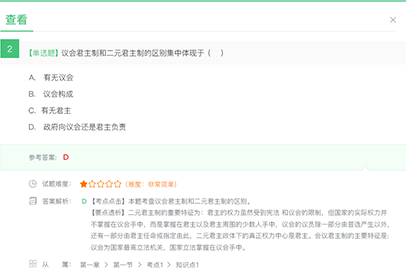 查看
2 【单选题】议会君主制和二元君主制的区别集中体现于（ ）
A. 有无议会
B. 议会构成
C. 有无君主
D. 政府向议会还是君主负责
参考答案: D
试题难度: (难度: 非常简单)
答案解析: D 【考点点击】本题考查议会君主制和二元君主制的区别。
【要点透析】二元君主制的重要特征为: 君主的权力虽然受到宪法 和议会的限制, 但国家的实际权力并
不掌握在议会手中, 而是掌握在君主以及君主周围的少数人手中, 议会的议员除一部分由普选产生以外,
还有一部分由君主任命或指定由此, 二元君主政体下的真正权力中心是君主。会议君主制的主要特征是:
议会为国家最高立法机关, 国家立法掌握在议会手中。
从 属: 第一章 > 第一节 > 考点1 > 知识点1